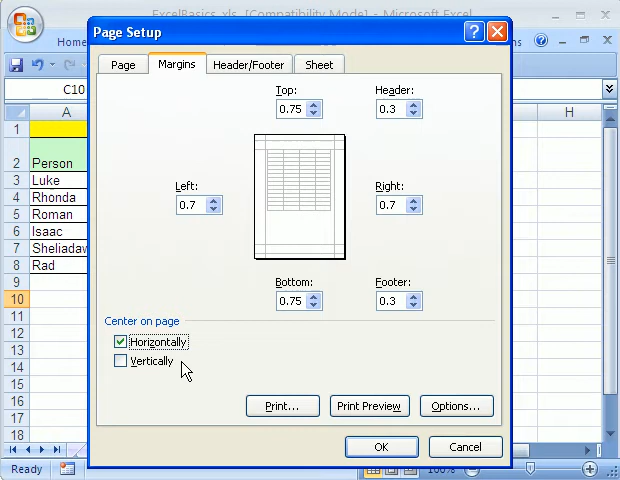 ExcelBasics.xls [Compatibility Mode] - Microsoft Excel
Page Setup
Home
Page
Margins
Header/Footer
Sheet
C10
A
H
Top:
Header:
0.75
0.3
Left:
Right:
0.7
0.7
Bottom:
Footer:
0.75
0.3
Center on page
Horizontally
Vertically
Print...
Print Preview
Options...
OK
Cancel
1
2 Person
3 Luke
4 Rhonda
5 Roman
6 Isaac
7 Sheliadaw
8 Rad
9
10
11
12
13
14
15
16
17
18
Ready
100%